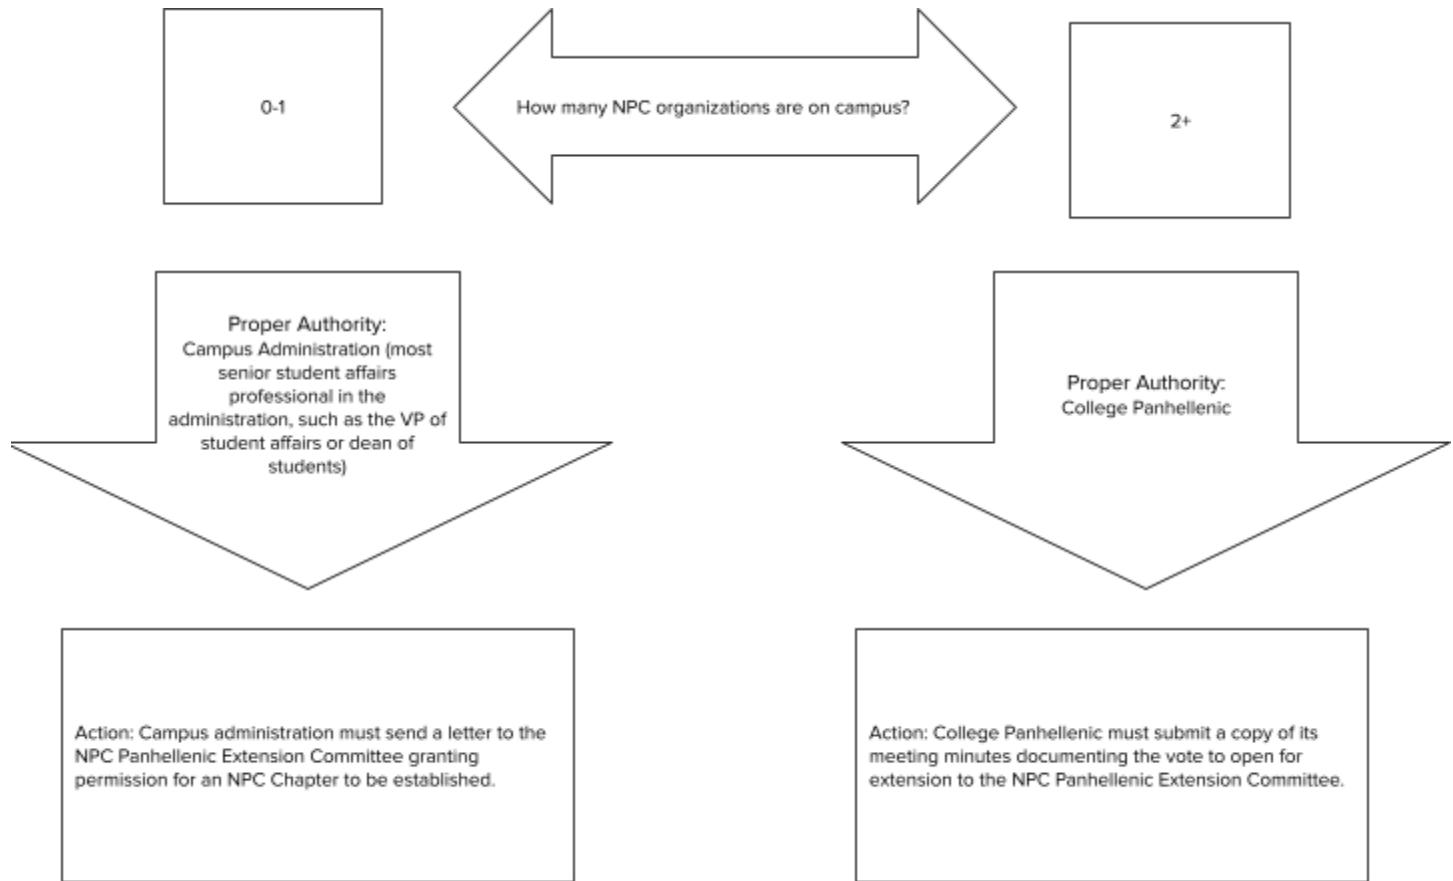 0-1
How many NPC organizations are on campus?
2+
Proper Authority:
Campus Administration (most
senior student affairs
professional in the
administration, such as the VP of
student affairs or dean of
students)
Proper Authority:
College Panhellenic
Action: Campus administration must send a letter to the
NPC Panhellenic Extension Committee granting
permission for an NPC Chapter to be established.
Action: College Panhellenic must submit a copy of its
meeting minutes documenting the vote to open for
extension to the NPC Panhellenic Extension Committee.